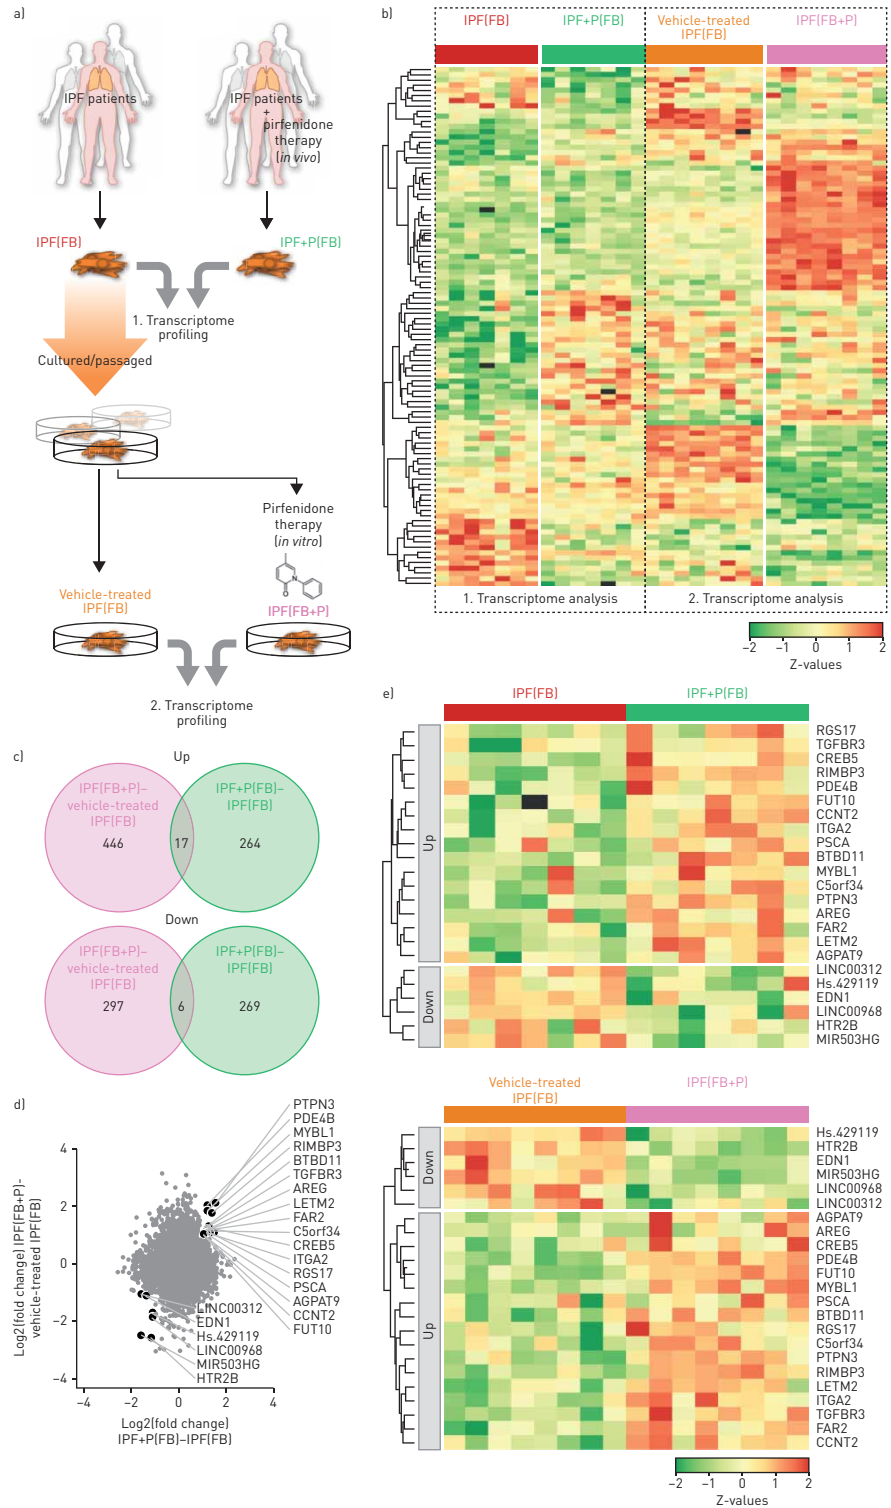 a)
IPF patients
IPF patients
+
pirfenidone
therapy
(in vivo)
IPF(FB)
IPF+P(FB)
1. Transcriptome
profiling
Cultured/passaged
Pirfenidone
therapy
(in vitro)
N
O
Vehicle-treated
IPF(FB)
IPF(FB+P)
2. Transcriptome
profiling
b)
IPF(FB)
IPF+P(FB)
Vehicle-treated
IPF(FB)
IPF(FB+P)
1. Transcriptome analysis
2. Transcriptome analysis
−2 −1 0 1 2
Z-values
c)
Up
IPF(FB+P)–
vehicle-treated
IPF(FB)
IPF+P(FB)–
IPF(FB)
446
17
264
Down
IPF(FB+P)–
vehicle-treated
IPF(FB)
IPF+P(FB)–
IPF(FB)
297
6
269
d)
Log2(fold change) IPF(FB+P)-
vehicle-treated IPF(FB)
4
2
0
−2
−4
−4 −2 0 2 4
Log2(fold change)
IPF+P(FB)–IPF(FB)
PTPN3
PDE4B
MYBL1
RIMBP3
BTBD11
TGFBR3
AREG
LETM2
FAR2
C5orf34
CREB5
ITGA2
RGS17
PSCA
AGPAT9
CCNT2
FUT10
LINC00312
EDN1
Hs.429119
LINC00968
MIR503HG
HTR2B
e)
IPF(FB)
IPF+P(FB)
Up
RGS17
TGFBR3
CREB5
RIMBP3
PDE4B
FUT10
CCNT2
ITGA2
PSCA
BTBD11
MYBL1
C5orf34
PTPN3
AREG
FAR2
LETM2
AGPAT9
Down
LINC00312
Hs.429119
EDN1
LINC00968
HTR2B
MIR503HG
Vehicle-treated
IPF(FB)
IPF(FB+P)
Down
Hs.429119
HTR2B
EDN1
MIR503HG
LINC00968
LINC00312
Up
AGPAT9
AREG
CREB5
PDE4B
FUT10
MYBL1
PSCA
BTBD11
RGS17
C5orf34
PTPN3
RIMBP3
LETM2
ITGA2
TGFBR3
FAR2
CCNT2
−2 −1 0 1 2
Z-values